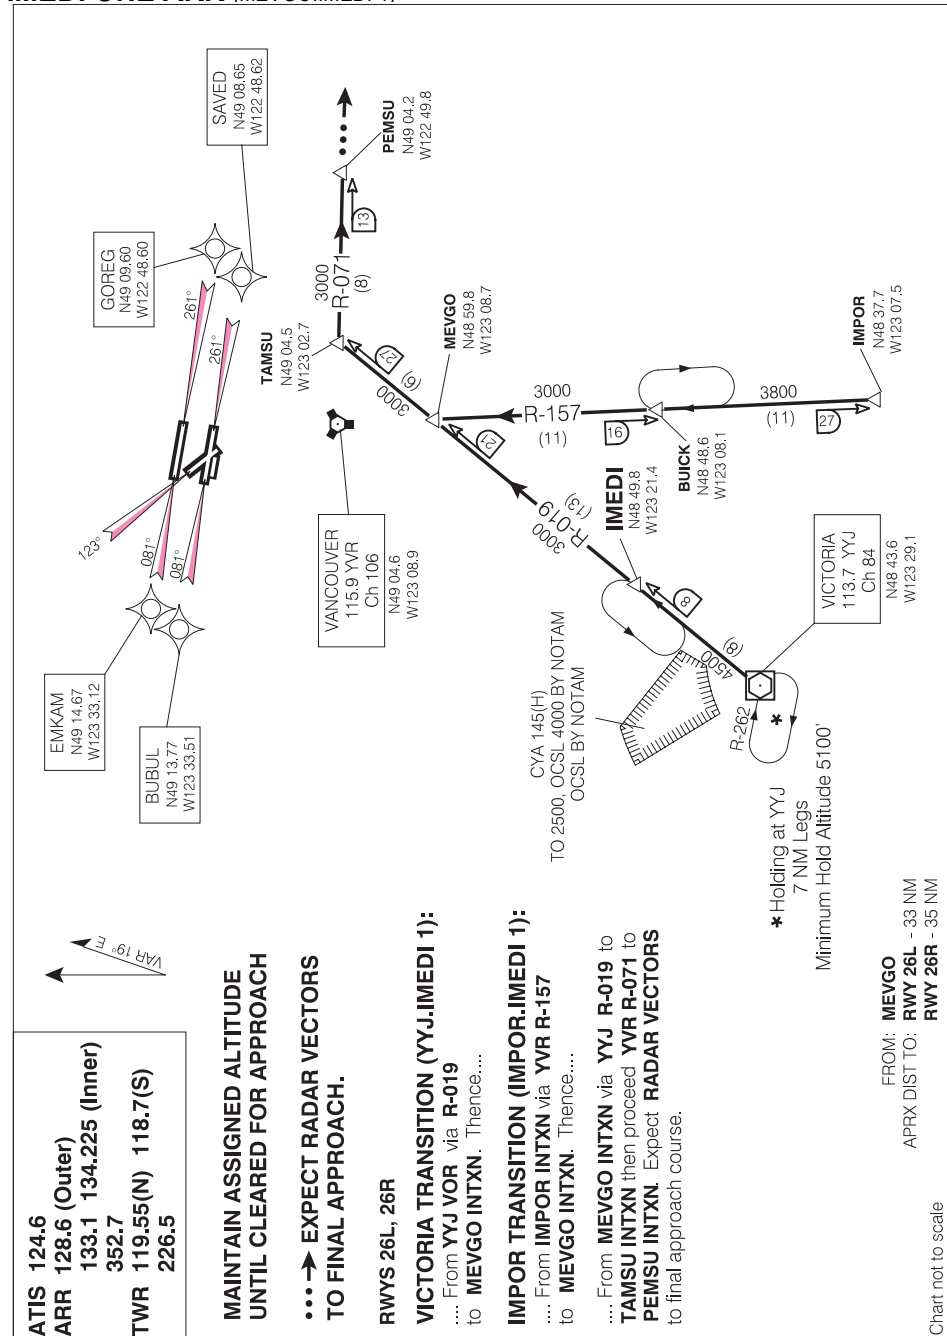 ATIS 124.6
ARR 128.6 (Outer)
133.1 134.225 (Inner)
352.7
TWR 119.55(N) 118.7(S)
226.5
VAR 19° E
MAINTAIN ASSIGNED ALTITUDE
UNTIL CLEARED FOR APPROACH
EXPECT RADAR VECTORS
TO FINAL APPROACH.
RWYS 26L, 26R
VICTORIA TRANSITION (YYJ.IMEDI 1):
.... From YYJ VOR via R-019
to MEVGO INTXN. Thence....
IMPOR TRANSITION (IMPOR.IMEDI 1):
.... From IMPOR INTXN via YVR R-157
to MEVGO INTXN. Thence....
.... From MEVGO INTXN via YYJ R-019 to
TAMSU INTXN then proceed YVR R-071 to
PEMSU INTXN. Expect RADAR VECTORS
to final approach course.
Chart not to scale
FROM: MEVGO
APRX DIST TO: RWY 26L - 33 NM
RWY 26R - 35 NM
EMKAM
N49 14.67
W123 33.12
BUBUL
N49 13.77
W123 33.51
123°
081°
081°
261°
261°
GOREG
N49 09.60
W122 48.60
SAVED
N49 08.65
W122 48.62
VANCOUVER
115.9 YVR
Ch 106
N49 04.6
W123 08.9
TAMSU
N49 04.5
W123 02.7
3000
R-071
(8)
13
PEMSU
N49 04.2
W122 49.8
27
3000
(6)
MEVGO
N48 59.8
W123 08.7
21
3000
R-019
(13)
3000
R-157
(11)
16
IMEDI
N48 49.8
W123 21.4
BUICK
N48 48.6
W123 08.1
3800
(11)
27
IMPOR
N48 37.7
W123 07.5
8
4500
(8)
CYA 145(H)
TO 2500, OCSL 4000 BY NOTAM
OCSL BY NOTAM
VICTORIA
113.7 YYJ
Ch 84
N48 43.6
W123 29.1
R-262
*
* Holding at YYJ
7 NM Legs
Minimum Hold Altitude 5100'